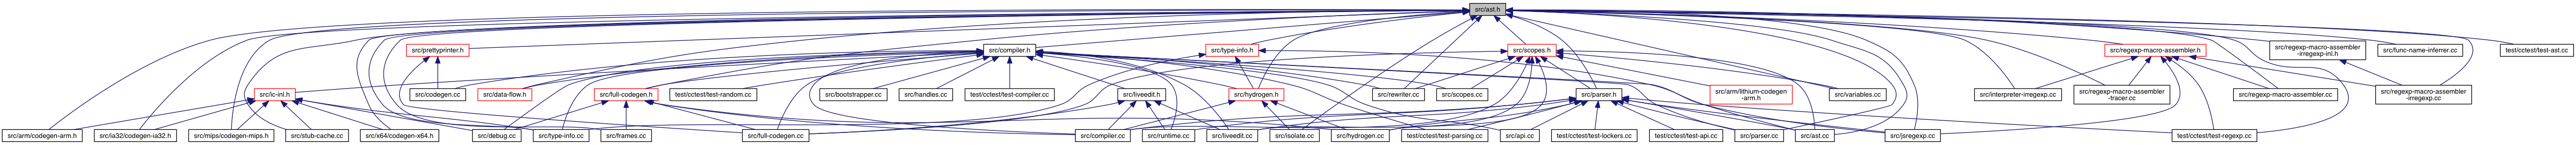 src/ast.h
src/prettyprinter.h
src/compiler.h
src/type-info.h
src/scopes.h
src/regexp-macro-assembler.h
src/regexp-macro-assembler
-irregexp-inl.h
src/func-name-inferrer.cc
test/cctest/test-ast.cc
src/ic-inl.h
src/codegen.cc
src/data-flow.h
src/full-codegen.h
test/cctest/test-random.cc
src/bootstrapper.cc
src/handles.cc
test/cctest/test-compiler.cc
src/liveedit.h
src/hydrogen.h
src/rewriter.cc
src/scopes.cc
src/parser.h
src/arm/lithium-codegen
-arm.h
src/variables.cc
src/interpreter-irregexp.cc
src/regexp-macro-assembler
-tracer.cc
src/regexp-macro-assembler.cc
src/regexp-macro-assembler
-irregexp.cc
src/arm/codegen-arm.h
src/ia32/codegen-ia32.h
src/mips/codegen-mips.h
src/stub-cache.cc
src/x64/codegen-x64.h
src/debug.cc
src/type-info.cc
src/frames.cc
src/full-codegen.cc
src/compiler.cc
src/runtime.cc
src/liveedit.cc
src/isolate.cc
src/hydrogen.cc
test/cctest/test-parsing.cc
src/api.cc
test/cctest/test-lockers.cc
test/cctest/test-api.cc
src/parser.cc
src/ast.cc
src/jsregexp.cc
test/cctest/test-regexp.cc